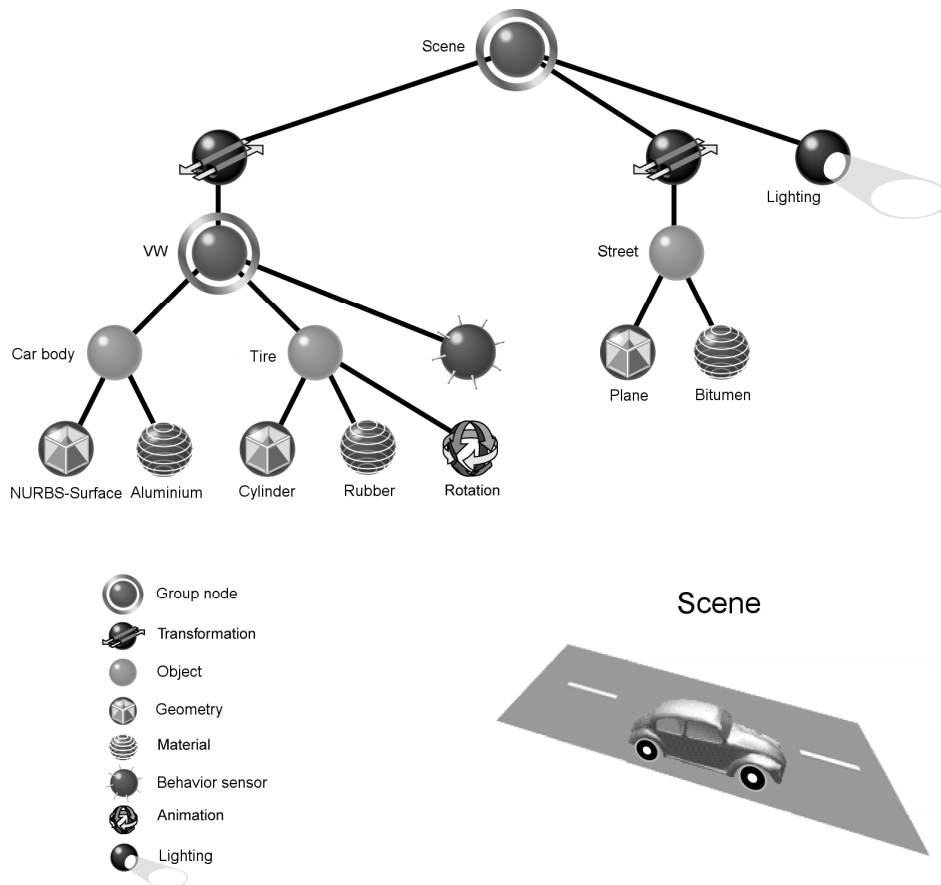 Scene
Lighting
VW
Street
Car body
Tire
Plane
Bitumen
NURBS-Surface
Aluminium
Cylinder
Rubber
Rotation
Group node
Transformation
Object
Geometry
Material
Behavior sensor
Animation
Lighting
Scene